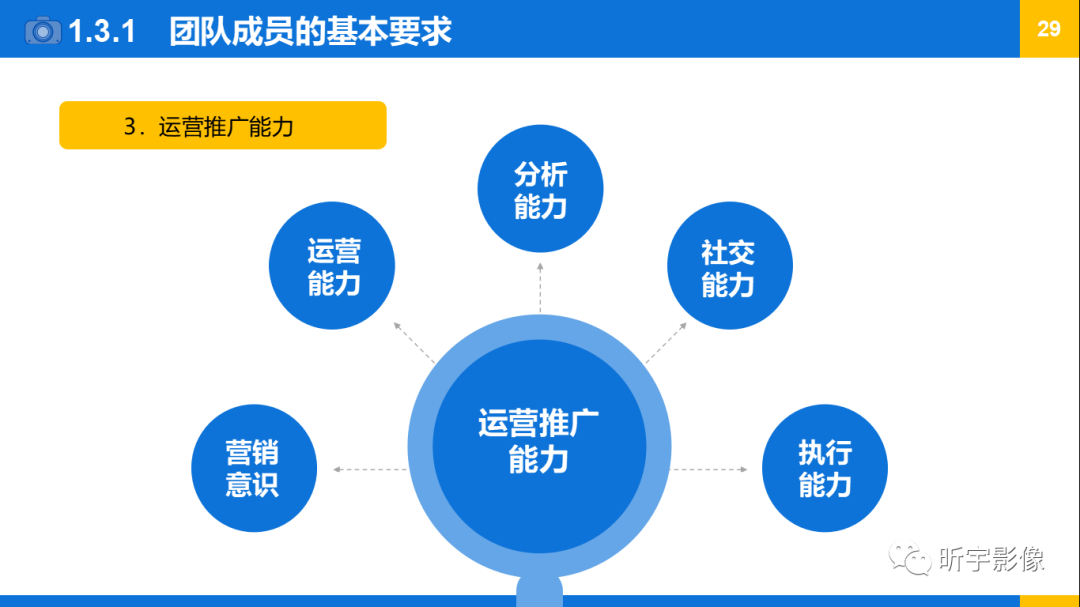 1.3.1 团队成员的基本要求
29
3．运营推广能力
分析
能力
运营
能力
社交
能力
运营推广
能力
营销
意识
执行
能力
昕宇影像